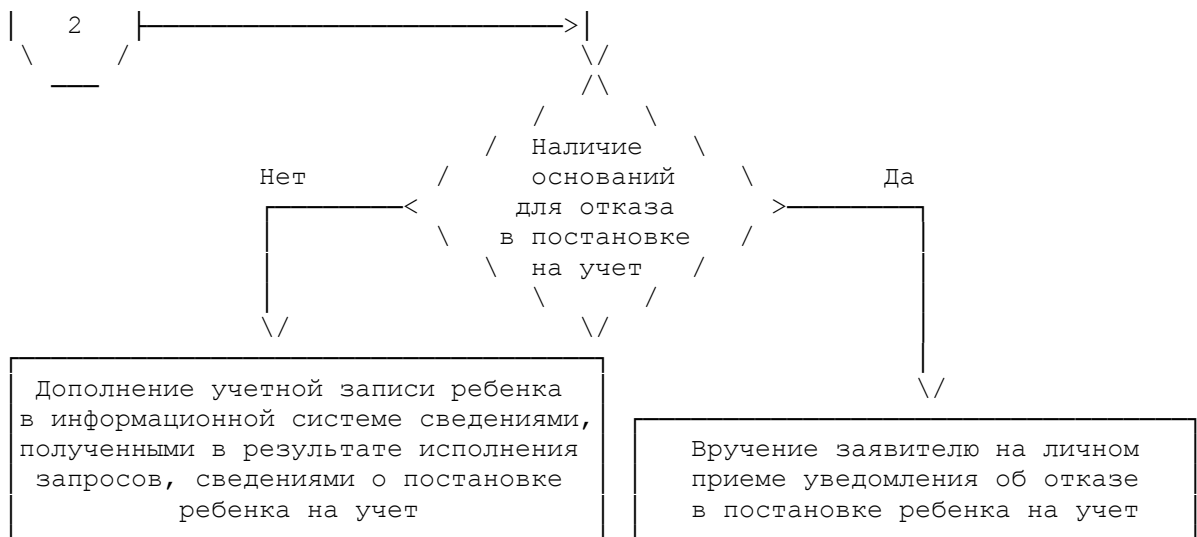 2
Наличие
Нет оснований Да
для отказа
в постановке
на учет
Дополнение учетной записи ребенка
в информационной системе сведениями,
полученными в результате исполнения
запросов, сведениями о постановке
ребенка на учет
Вручение заявителю на личном
приеме уведомления об отказе
в постановке ребенка на учет